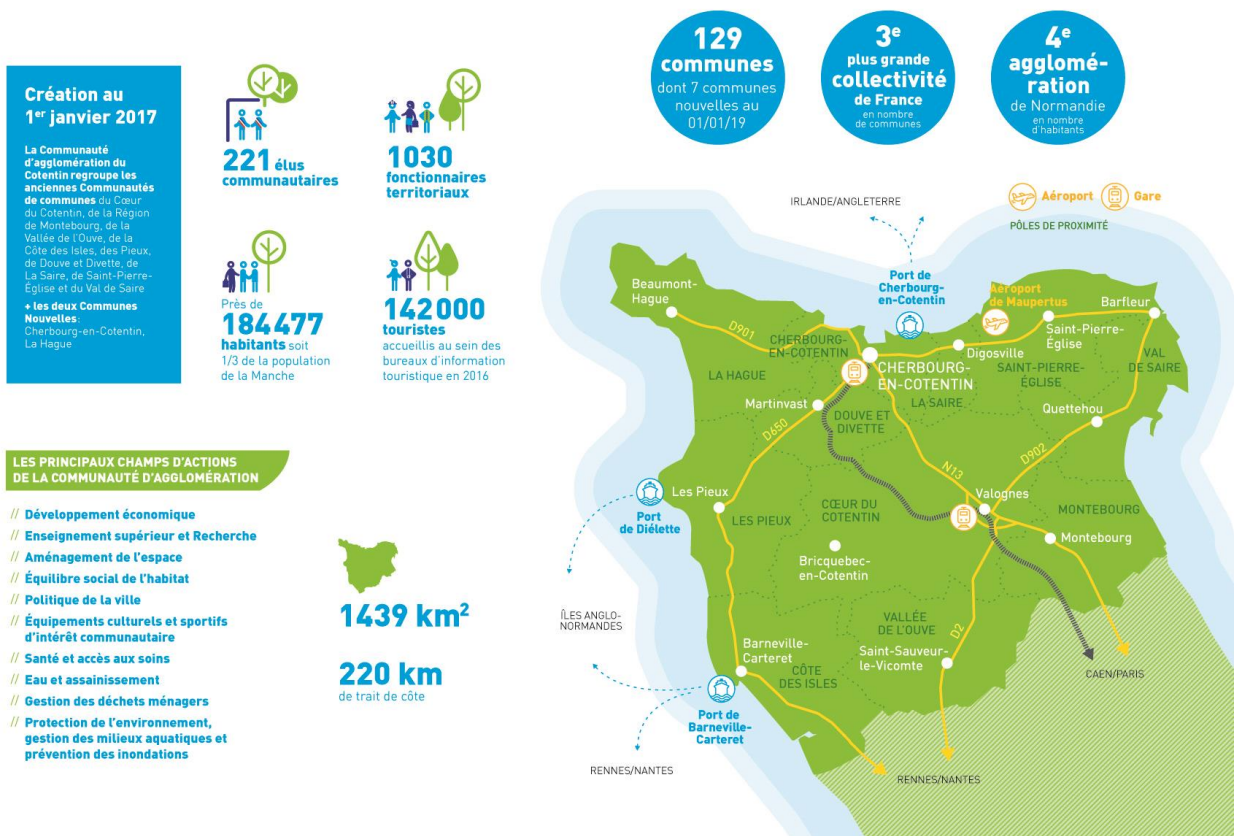 Création au
1er janvier 2017
La Communauté
d'agglomération du
Cotentin regroupe les
anciennes Communautés
de communes du Cœur
du Cotentin, de la Région
de Montebourg, de la
Vallée de l'Ouve, de la
Côte des Isles, des Pieux,
de Douve et Divette, de
La Saire, de Saint-Pierre-
Église et du Val de Saire
+ les deux Communes
Nouvelles :
Cherbourg-en-Cotentin,
La Hague
221 élus
communautaires
1030
fonctionnaires
territoriaux
Près de
184477
habitants soit
1/3 de la population
de la Manche
142000
touristes
accueillis au sein des
bureaux d'information
touristique en 2016
LES PRINCIPAUX CHAMPS D'ACTIONS
DE LA COMMUNAUTÉ D'AGGLOMÉRATION
// Développement économique
// Enseignement supérieur et Recherche
// Aménagement de l'espace
// Équilibre social de l'habitat
// Politique de la ville
// Équipements culturels et sportifs
d'intérêt communautaire
// Santé et accès aux soins
// Eau et assainissement
// Gestion des déchets ménagers
// Protection de l'environnement,
gestion des milieux aquatiques et
prévention des inondations
1439 km²
220 km
de trait de côte
129
communes
dont 7 communes
nouvelles au
01/01/19
3e
plus grande
collectivité
de France
en nombre
de communes
4e
agglomé-
ration
de Normandie
en nombre
d'habitants
Aéroport
Gare
PÔLES DE PROXIMITÉ
IRLANDE/ANGLETERRE
Port de
Cherbourg-
en-Cotentin
Aéroport
de Maupertus
Beaumont-
Hague
Barfleur
D901
Saint-Pierre-
Église
CHERBOURG-
EN-COTENTIN
Digosville
VAL
DE SAIRE
LA HAGUE
CHERBOURG-
EN-COTENTIN
SAINT-PIERRE-
ÉGLISE
LA SAIRE
Martinvast
DOUVE ET
DIVETTE
Quettehou
D650
D902
N13
Les Pieux
Valognes
Port
de Diélette
LES PIEUX
CŒUR DU
COTENTIN
MONTEBOURG
Montebourg
Bricquebec-
en-Cotentin
ÎLES ANGLO-
NORMANDES
VALLÉE
DE L'OUVE
D2
Barneville-
Carteret
Saint-Sauveur-
le-Vicomte
CÔTE
DES ISLES
CAEN/PARIS
Port de
Barneville-
Carteret
RENNES/NANTES
RENNES/NANTES